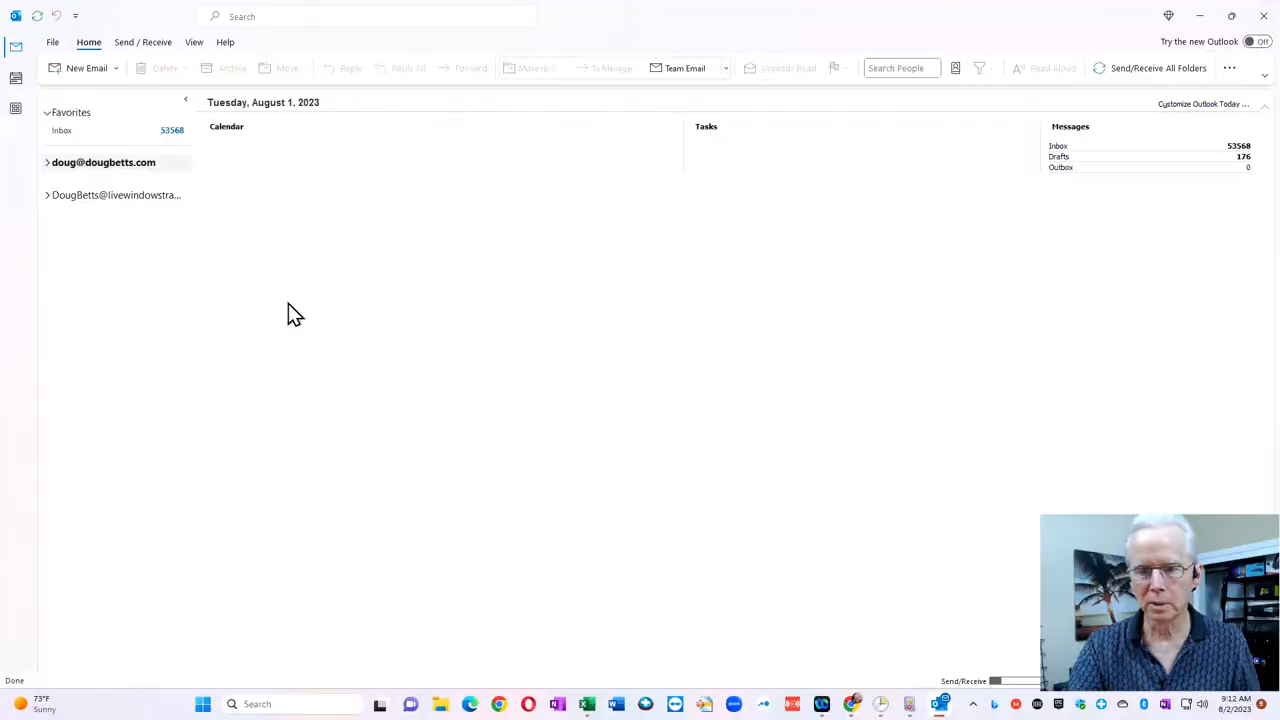 Search
Try the new Outlook Off
File Home Send / Receive View Help
New Email Delete Archive Move Reply Reply All Forward Move to: ? To Manager Team Email Unread/ Read Search People Read Aloud Send/Receive All Folders ...
Favorites
Inbox 53568
doug@dougbetts.com
DougBetts@livewindowstra...
Tuesday, August 1, 2023
Customize Outlook Today ...
Calendar
Tasks
Messages
Inbox 53568
Drafts 176
Outbox 0
Done
Send/Receive
73°F
Sunny
Search
zoom
9:12 AM
8/2/2023